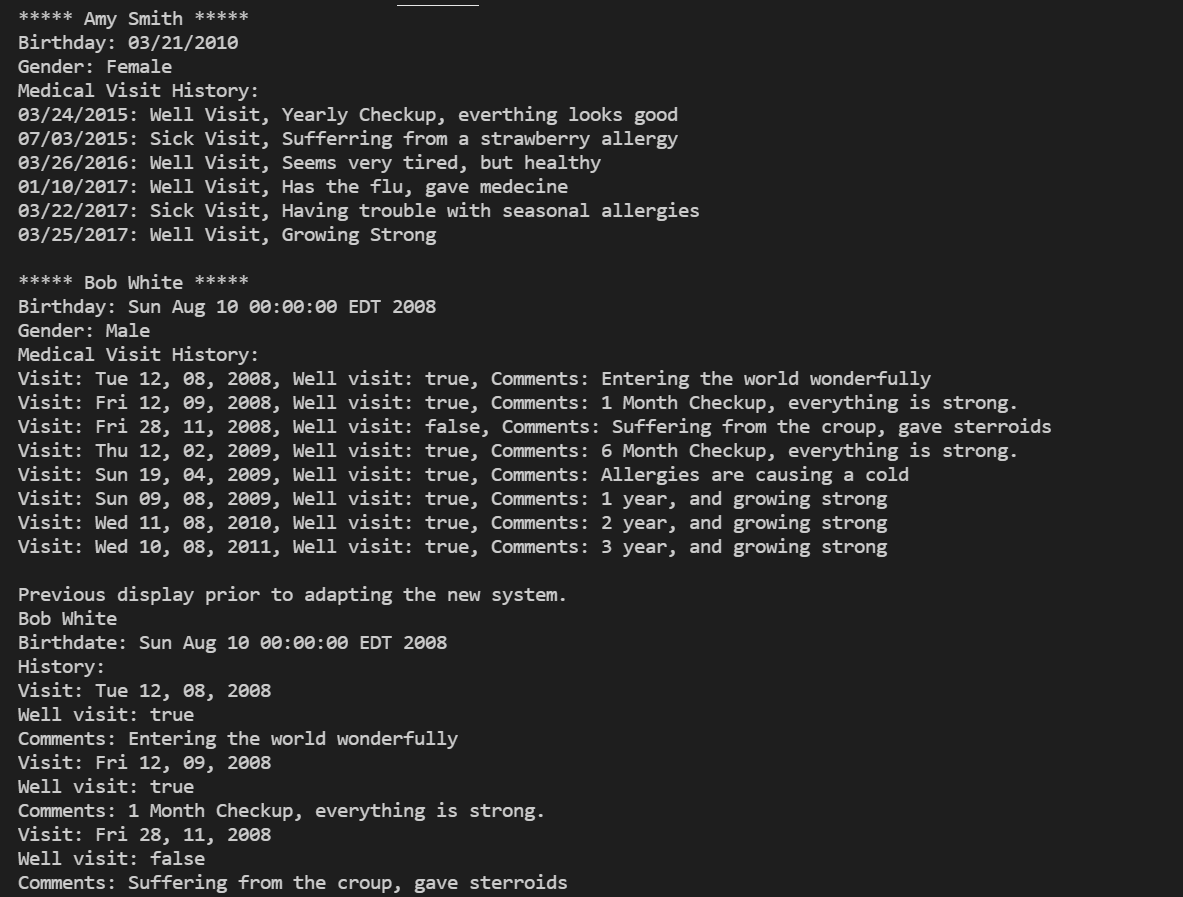 ***** Amy Smith *****
Birthday: 03/21/2010
Gender: Female
Medical Visit History:
03/24/2015: Well Visit, Yearly Checkup, everthing looks good
07/03/2015: Sick Visit, Sufferring from a strawberry allergy
03/26/2016: Well Visit, Seems very tired, but healthy
01/10/2017: Well Visit, Has the flu, gave medecine
03/22/2017: Sick Visit, Having trouble with seasonal allergies
03/25/2017: Well Visit, Growing Strong
***** Bob White *****
Birthday: Sun Aug 10 00:00:00 EDT 2008
Gender: Male
Medical Visit History:
Visit: Tue 12, 08, 2008, Well visit: true, Comments: Entering the world wonderfully
Visit: Fri 12, 09, 2008, Well visit: true, Comments: 1 Month Checkup, everything is strong.
Visit: Fri 28, 11, 2008, Well visit: false, Comments: Suffering from the croup, gave sterroids
Visit: Thu 12, 02, 2009, Well visit: true, Comments: 6 Month Checkup, everything is strong.
Visit: Sun 19, 04, 2009, Well visit: true, Comments: Allergies are causing a cold
Visit: Sun 09, 08, 2009, Well visit: true, Comments: 1 year, and growing strong
Visit: Wed 11, 08, 2010, Well visit: true, Comments: 2 year, and growing strong
Visit: Wed 10, 08, 2011, Well visit: true, Comments: 3 year, and growing strong
Previous display prior to adapting the new system.
Bob White
Birthdate: Sun Aug 10 00:00:00 EDT 2008
History:
Visit: Tue 12, 08, 2008
Well visit: true
Comments: Entering the world wonderfully
Visit: Fri 12, 09, 2008
Well visit: true
Comments: 1 Month Checkup, everything is strong.
Visit: Fri 28, 11, 2008
Well visit: false
Comments: Suffering from the croup, gave sterroids